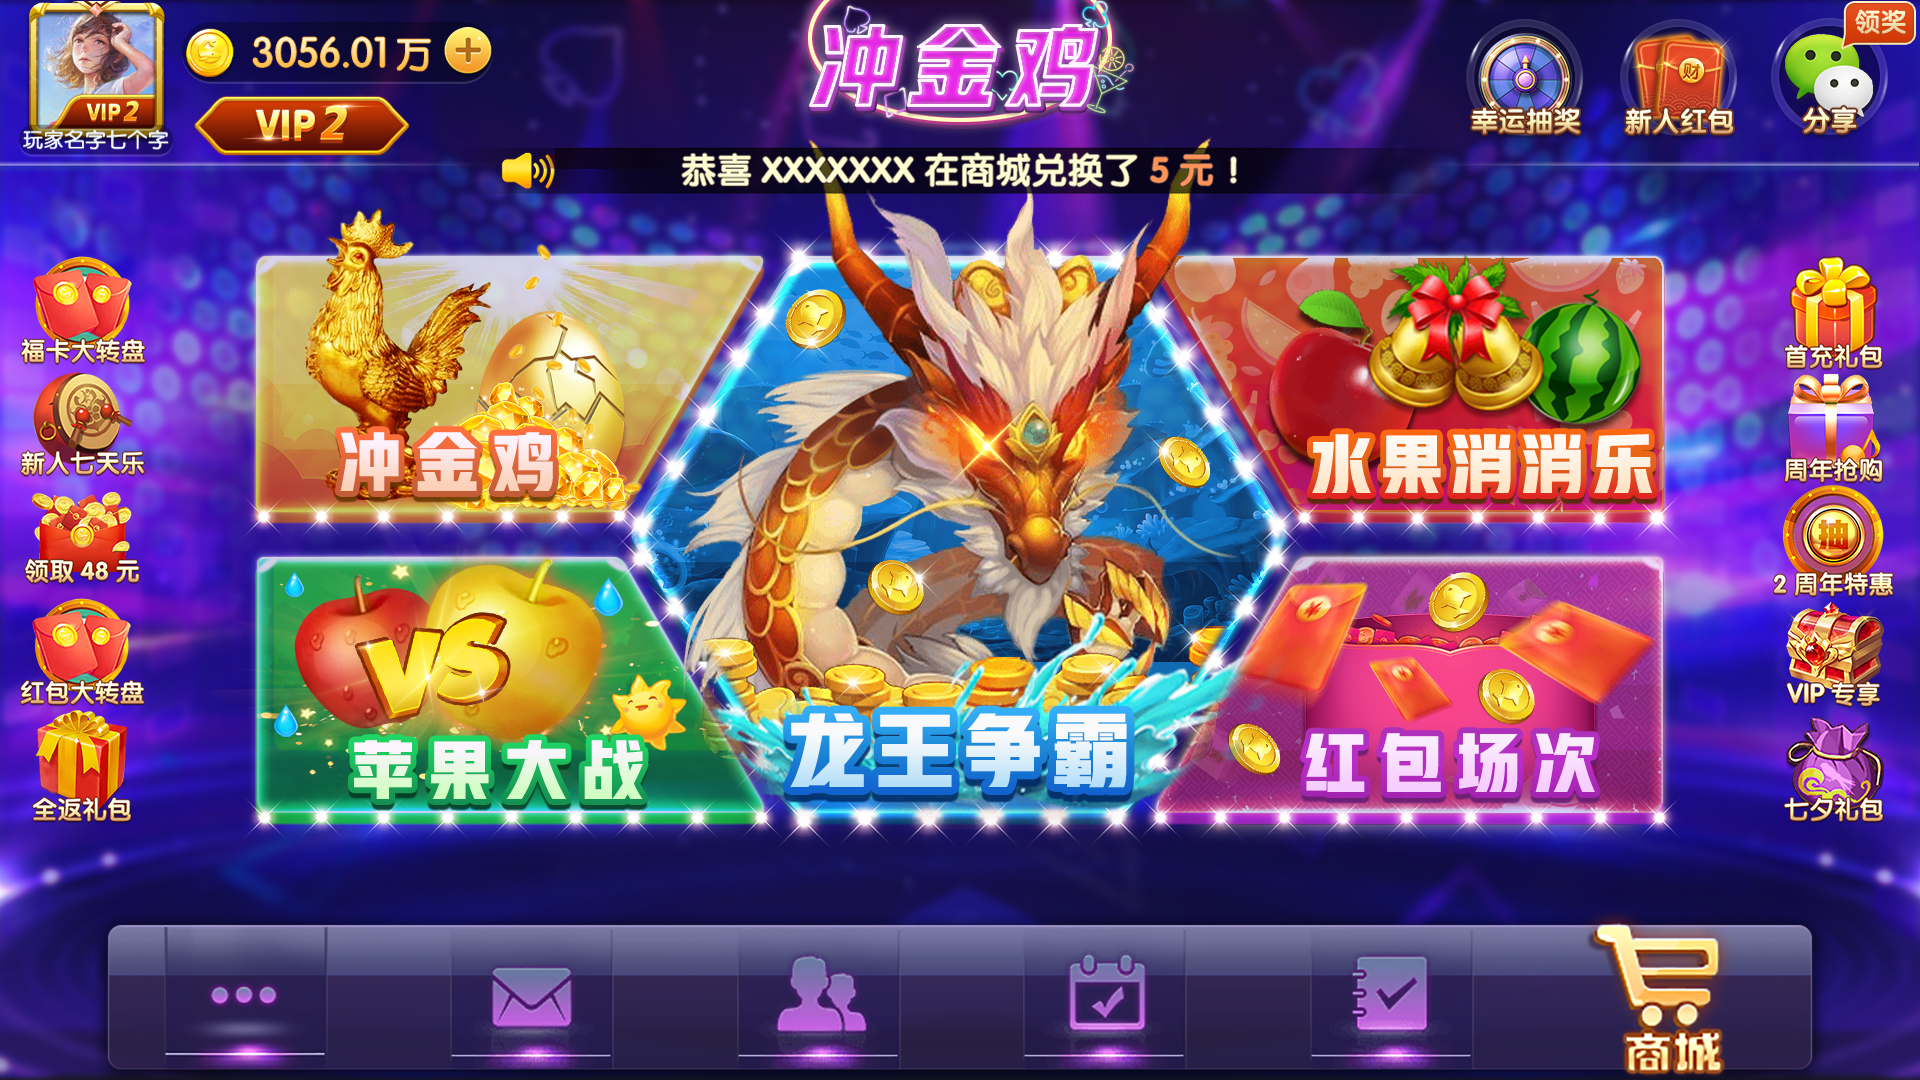 冲金鸡
领奖
3056.01万
VIP 2
玩家名字七个字
VIP 2
幸运抽奖
新人红包
财
分享
恭喜 XXXXXXX 在商城兑换了 5 元！
福卡大转盘
新人七天乐
领取 48 元
红包大转盘
全返礼包
冲金鸡
水果消消乐
VS
苹果大战
龙王争霸
红包场次
首充礼包
周年抢购
抽
2 周年特惠
VIP 专享
七夕礼包
商城